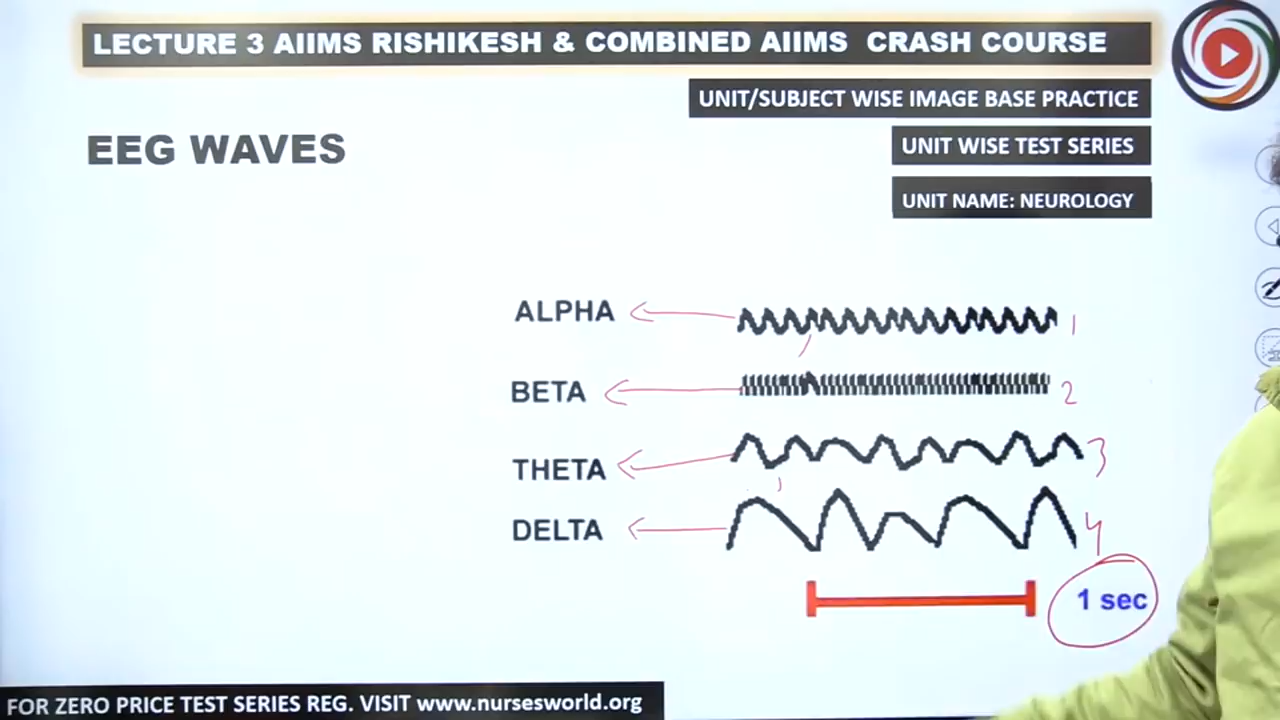 LECTURE 3 AIIMS RISHIKESH & COMBINED AIIMS CRASH COURSE
UNIT/SUBJECT WISE IMAGE BASE PRACTICE
EEG WAVES
UNIT WISE TEST SERIES
UNIT NAME: NEUROLOGY
ALPHA 1
BETA 2
THETA 3
DELTA 4
1 sec
FOR ZERO PRICE TEST SERIES REG. VISIT www.nursesworld.org